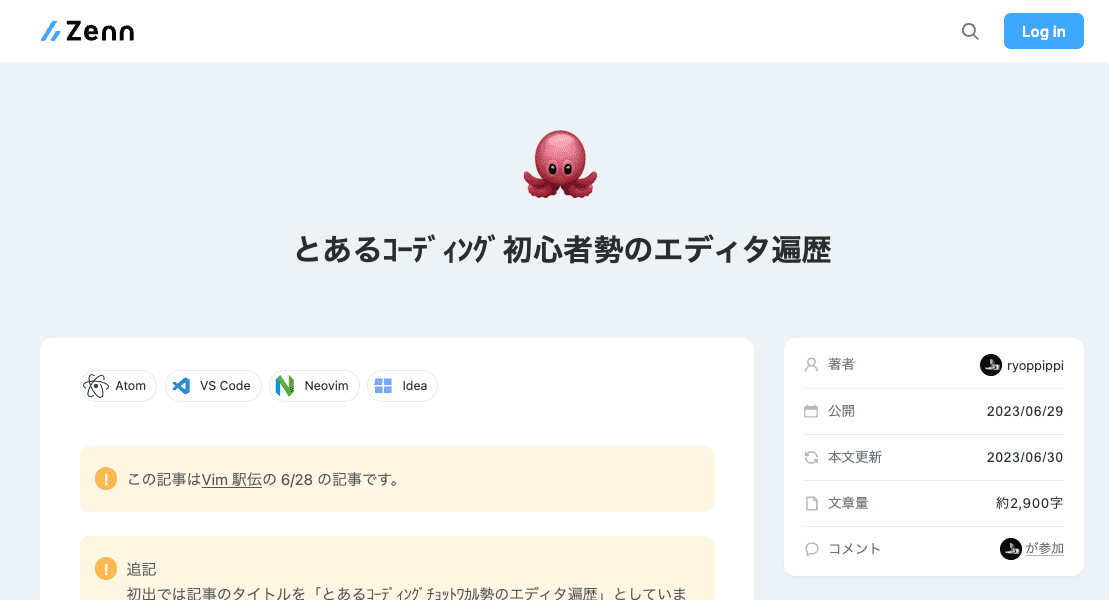 Zenn
Log in
とあるｺｰﾃﾞｨﾝｸﾞ初心者勢のエディタ遍歴
Atom
VS Code
Neovim
Idea
この記事はVim 駅伝の 6/28 の記事です。
追記
初出では記事のタイトルを「とあるｺｰﾃﾞｨﾝｸﾞﾁｮｯﾄﾜｶﾙ勢のエディタ遍歴」としていま
著者 ryoppippi
公開 2023/06/29
本文更新 2023/06/30
文章量 約2,900字
コメント が参加